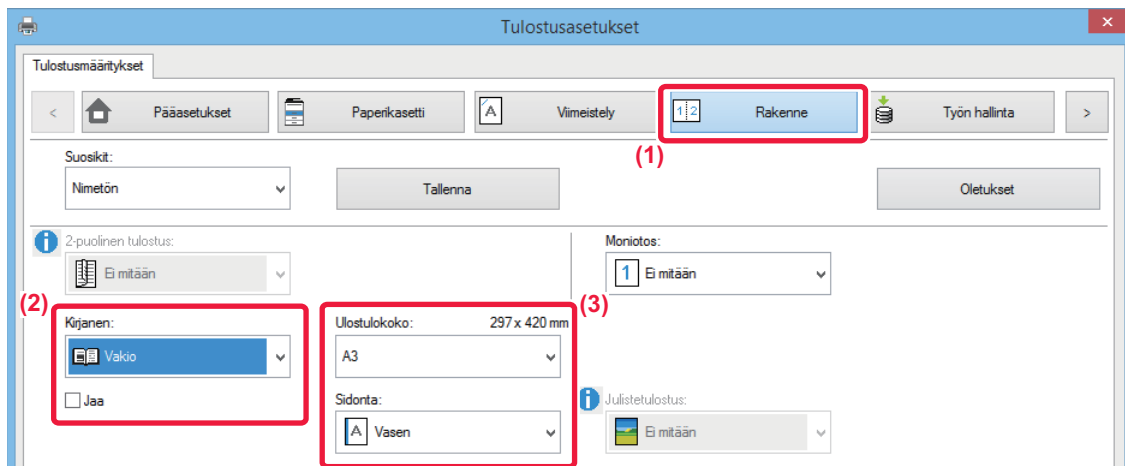 Tulostusasetukset
Tulostusmääritykset
< Pääasetukset Paperikasetti Viimeistely Rakenne Työn hallinta >
(1)
Suosikit:
Nimetön Tallenna Oletukset
2-puolinen tulostus: Moniotos:
Ei mitään 1 Ei mitään
(2) (3)
Kirjanen: Ulostulokoko: 297 x 420 mm
Vakio A3
Jaa Sidonta: Julistetulostus:
A Vasen Ei mitään